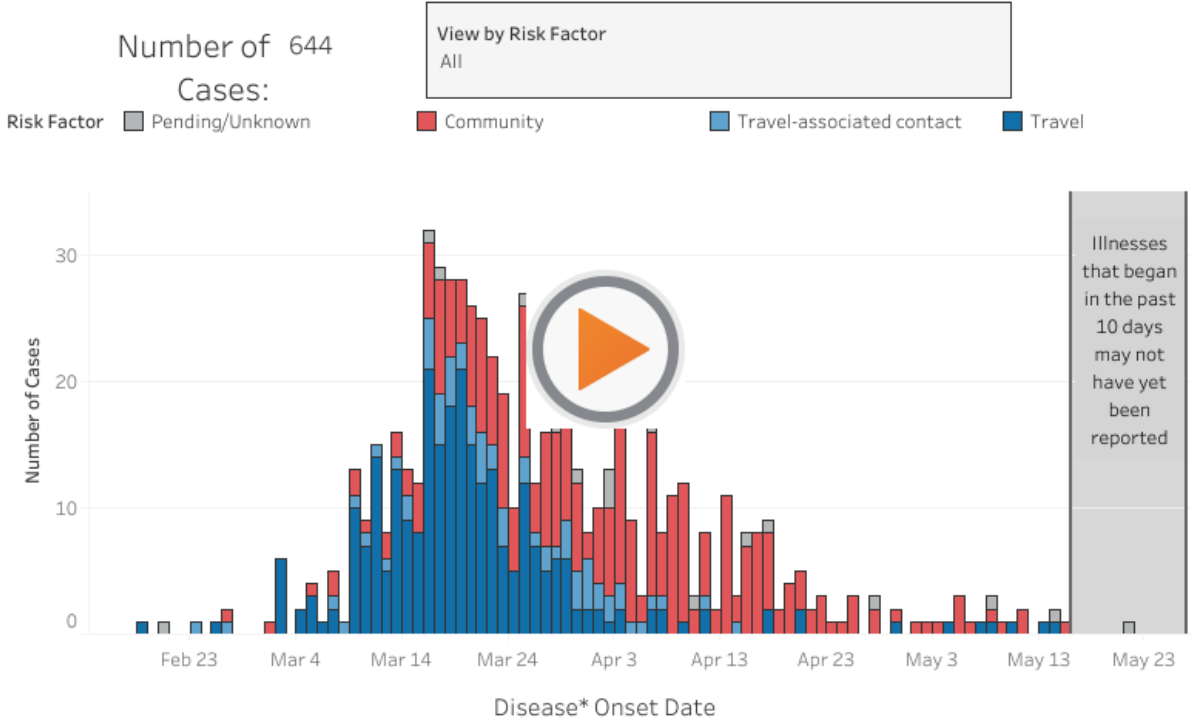 Number of 644
Cases:
View by Risk Factor
All
Risk Factor Pending/Unknown Community Travel-associated contact Travel
Number of Cases
30
20
10
0
Illnesses
that began
in the past
10 days
may not
have yet
been
reported
Feb 23 Mar 4 Mar 14 Mar 24 Apr 3 Apr 13 Apr 23 May 3 May 13 May 23
Disease* Onset Date